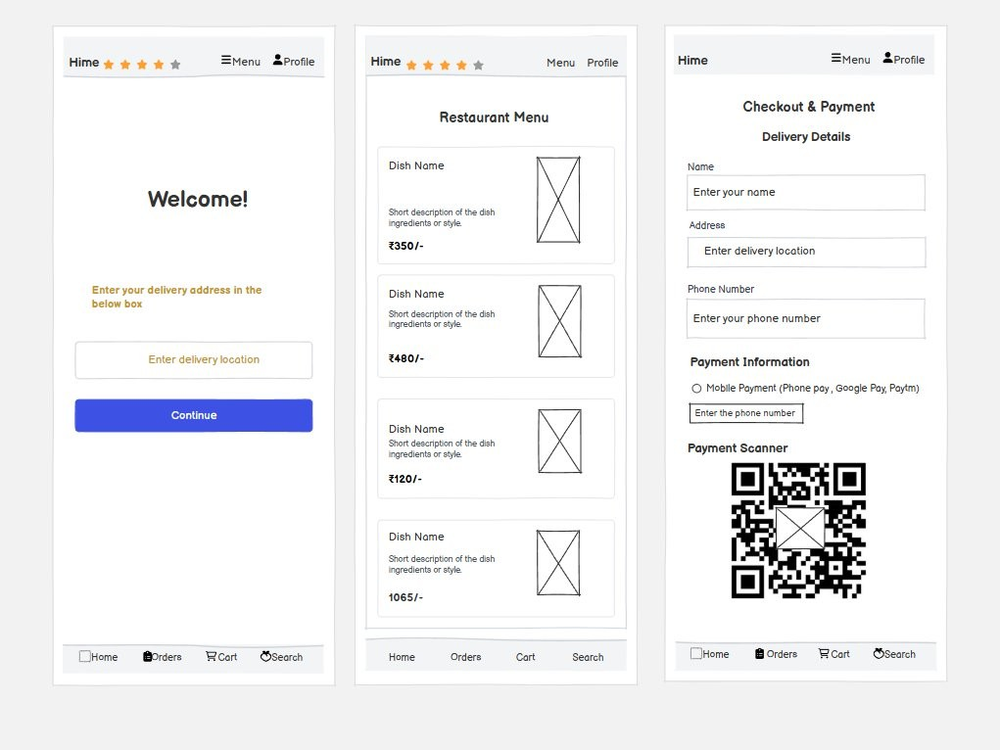 Hime
Menu
Profile
Welcome!
Enter your delivery address in the
below box
Enter delivery location
Continue
Home
Orders
Cart
Search
Hime
Menu
Profile
Restaurant Menu
Dish Name
Short description of the dish
ingredients or style.
₹350/-
Dish Name
Short description of the dish
ingredients or style.
₹480/-
Dish Name
Short description of the dish
ingredients or style.
₹120/-
Dish Name
Short description of the dish
ingredients or style.
1065/-
Home
Orders
Cart
Search
Hime
Menu
Profile
Checkout & Payment
Delivery Details
Name
Enter your name
Address
Enter delivery location
Phone Number
Enter your phone number
Payment Information
Mobile Payment (Phone pay, Google Pay, Paytm)
Enter the phone number
Payment Scanner
Home
Orders
Cart
Search